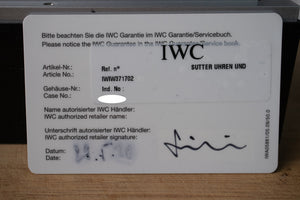 Bitte beachten Sie die IWC Garantie im IWC Garantie/Servicebuch.
Please notice the IWC Guarantee in the IWC Guarantee/Service book.
IWC
Artikel-Nr.: Ref. n°
SUTTER UHREN UND
Article No.: IWIW371702
Gehäuse-Nr.: Ind. No:
Case No.:
Name autorisierter IWC Händler:
IWC authorized retailer name:
Unterschrift autorisierter IWC Händler:
IWC authorized retailer signature:
Datum:
Date: